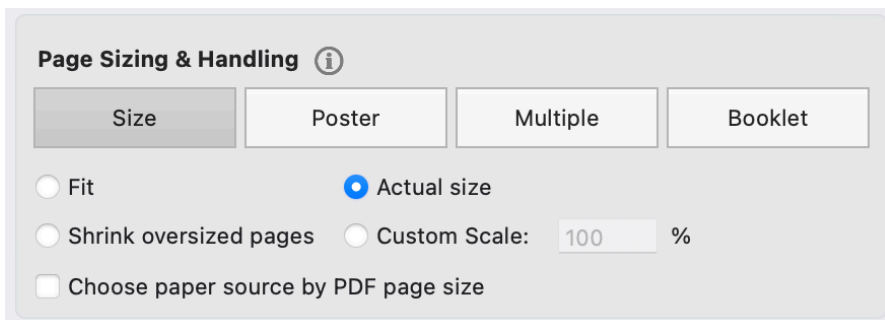 Page Sizing & Handling
Size Poster Multiple Booklet
Fit Actual size
Shrink oversized pages Custom Scale: 100 %
Choose paper source by PDF page size